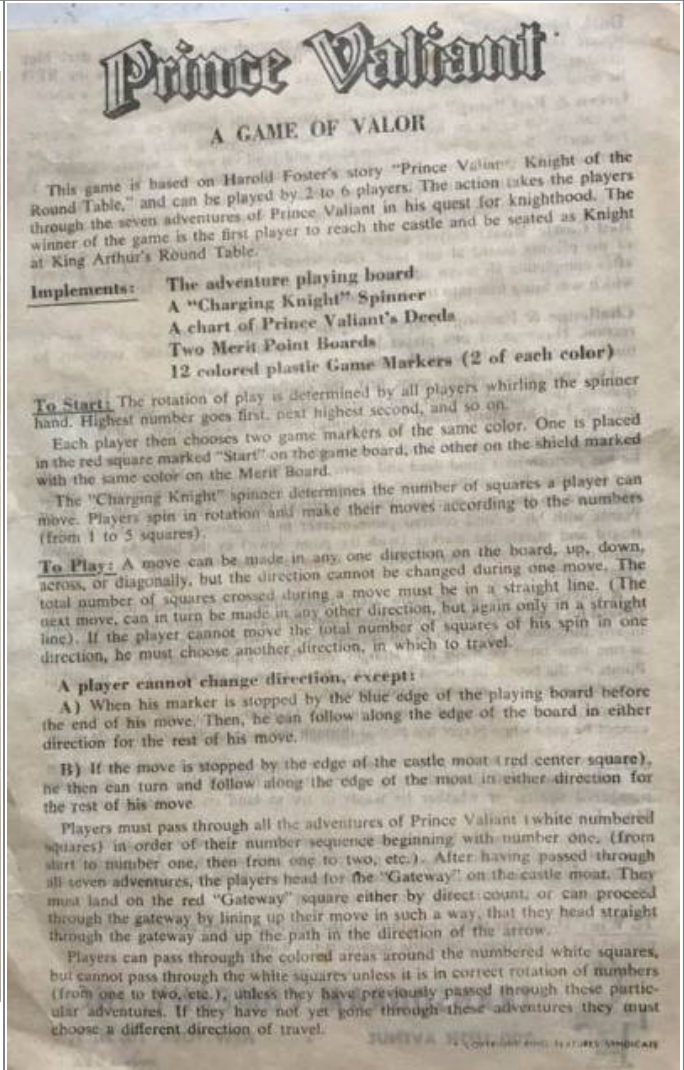 Prince Valiant
A GAME OF VALOR
This game is based on Harold Foster's story "Prince Valiant, Knight of the
Round Table," and can be played by 2 to 6 players. The action takes the players
through the seven adventures of Prince Valiant in his quest for knighthood. The
winner of the game is the first player to reach the castle and be seated as Knight
at King Arthur's Round Table.
Implements: The adventure playing board
A "Charging Knight" Spinner
A chart of Prince Valiant's Deeds
Two Merit Point Boards
12 colored plastic Game Markers (2 of each color)
To Start: The rotation of play is determined by all players whirling the spinner
hand. Highest number goes first, next highest second, and so on.
Each player then chooses two game markers of the same color. One is placed
in the red square marked "Start" on the game board, the other on the shield marked
with the same color on the Merit Board.
The "Charging Knight" spinner determines the number of squares a player can
move. Players spin in rotation and make their moves according to the numbers
(from 1 to 5 squares).
To Play: A move can be made in any one direction on the board, up, down,
across, or diagonally, but the direction cannot be changed during one move. The
total number of squares crossed during a move must be in a straight line. (The
next move, can in turn be made in any other direction, but again only in a straight
line). If the player cannot move the total number of squares of his spin in one
direction, he must choose another direction, in which to travel.
A player cannot change direction, except:
A) When his marker is stopped by the blue edge of the playing board before
the end of his move. Then, he can follow along the edge of the board in either
direction for the rest of his move.
B) If the move is stopped by the edge of the castle moat (red center square),
he then can turn and follow along the edge of the moat in either direction for
the rest of his move
Players must pass through all the adventures of Prince Valiant (white numbered
squares) in order of their number sequence beginning with number one, (from
start to number one, then from one to two, etc.). After having passed through
all seven adventures, the players head for the "Gateway" on the castle moat. They
must land on the red "Gateway" square either by direct count, or can proceed
through the gateway by lining up their move in such a way, that they head straight
through the gateway and up the path in the direction of the arrow.
Players can pass through the colored areas around the numbered white squares,
but cannot pass through the white squares unless it is in correct rotation of numbers
(from one to two, etc.), unless they have previously passed through these partic-
ular adventures. If they have not yet gone through these adventures they must
choose a different direction of travel.
COPYRIGHT KING FEATURES SYNDICATE